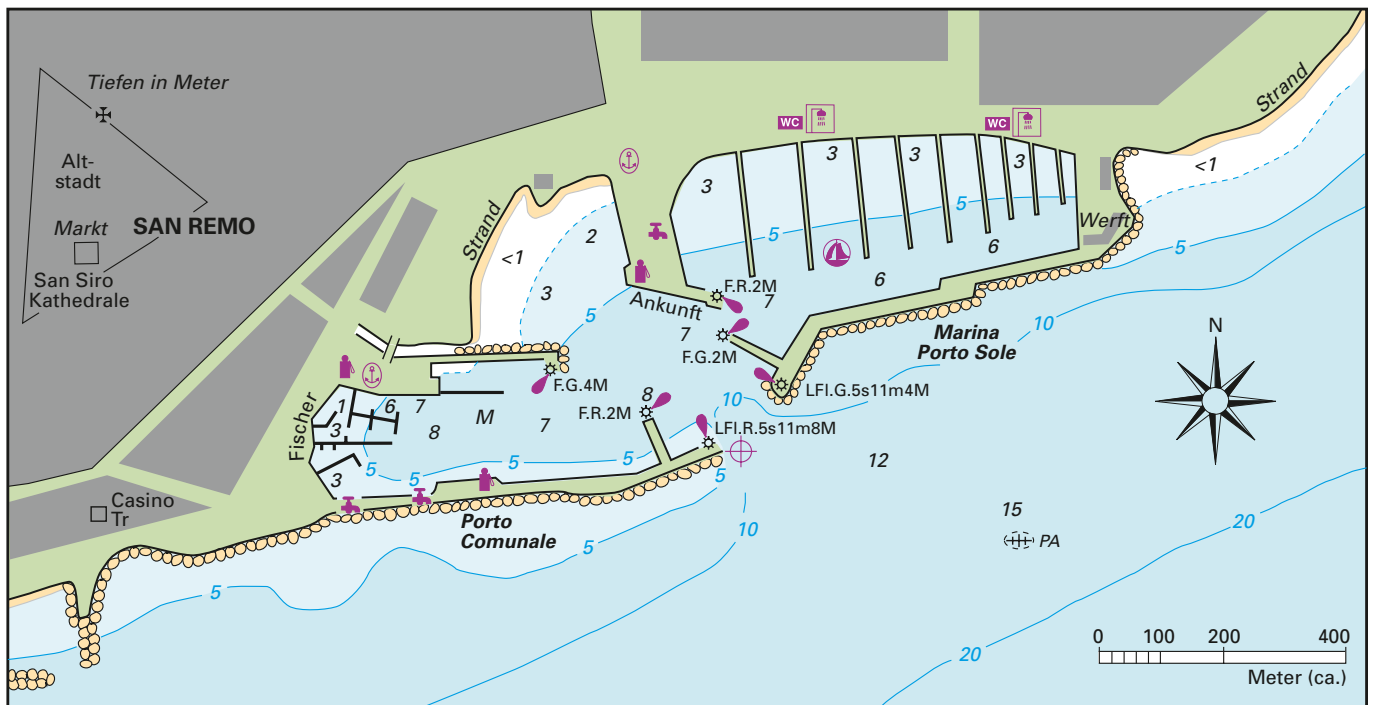 Tiefen in Meter
Alt-
stadt
Markt
SAN REMO
San Siro
Kathedrale
Casino
Tr
Fischer
Strand
<1
2
3
5
Ankunft
WC
WC
3
3
3
3
5
5
6
6
7
7
F.R.2M
F.G.2M
LFl.G.5s11m4M
Marina
Porto Sole
Werft
Strand
<1
5
10
F.G.4M
F.R.2M
8
LFl.R.5s11m8M
10
1
6
7
3
3
8
M
7
5
5
5
5
5
5
Porto
Comunale
5
5
10
12
15
PA
20
20
N
0 100 200 400
Meter (ca.)